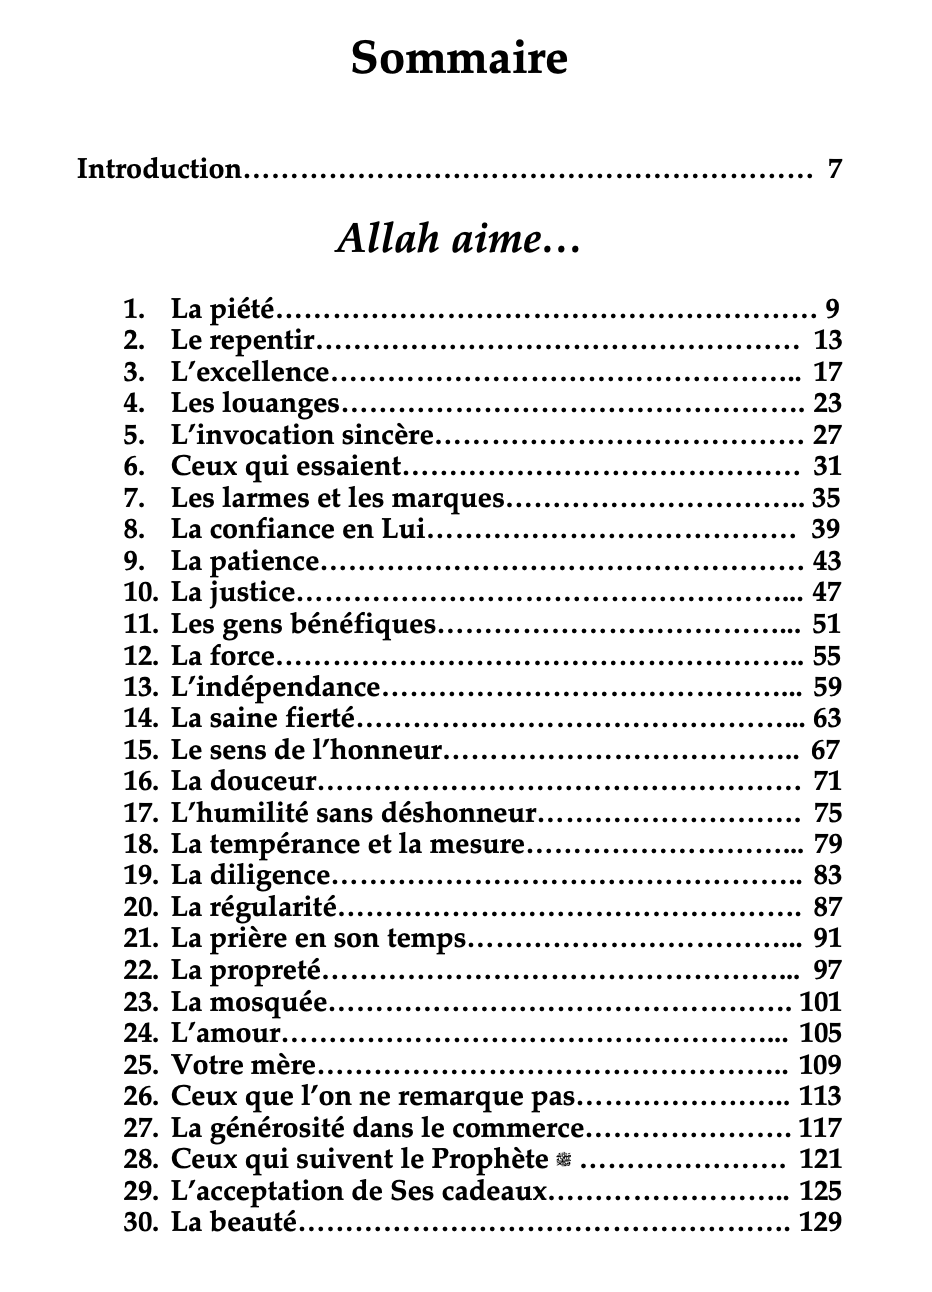 Sommaire
Introduction……………………………………………………… 7
Allah aime…
1. La piété………………………………………………… 9
2. Le repentir…………………………………………… 13
3. L’excellence………………………………………….. 17
4. Les louanges…………………………………………. 23
5. L’invocation sincère………………………………… 27
6. Ceux qui essaient…………………………………… 31
7. Les larmes et les marques………………………….. 35
8. La confiance en Lui………………………………… 39
9. La patience…………………………………………… 43
10. La justice……………………………………………... 47
11. Les gens bénéfiques………………………………... 51
12. La force……………………………………………….. 55
13. L’indépendance……………………………………... 59
14. La saine fierté………………………………………... 63
15. Le sens de l’honneur……………………………….. 67
16. La douceur…………………………………………… 71
17. L’humilité sans déshonneur………………………. 75
18. La tempérance et la mesure………………………... 79
19. La diligence………………………………………….. 83
20. La régularité…………………………………………. 87
21. La prière en son temps……………………………... 91
22. La propreté…………………………………………... 97
23. La mosquée…………………………………………. 101
24. L’amour……………………………………………... 105
25. Votre mère………………………………………….. 109
26. Ceux que l’on ne remarque pas………………….. 113
27. La générosité dans le commerce…………………. 117
28. Ceux qui suivent le Prophète ﷺ …………………. 121
29. L’acceptation de Ses cadeaux…………………….. 125
30. La beauté……………………………………………. 129